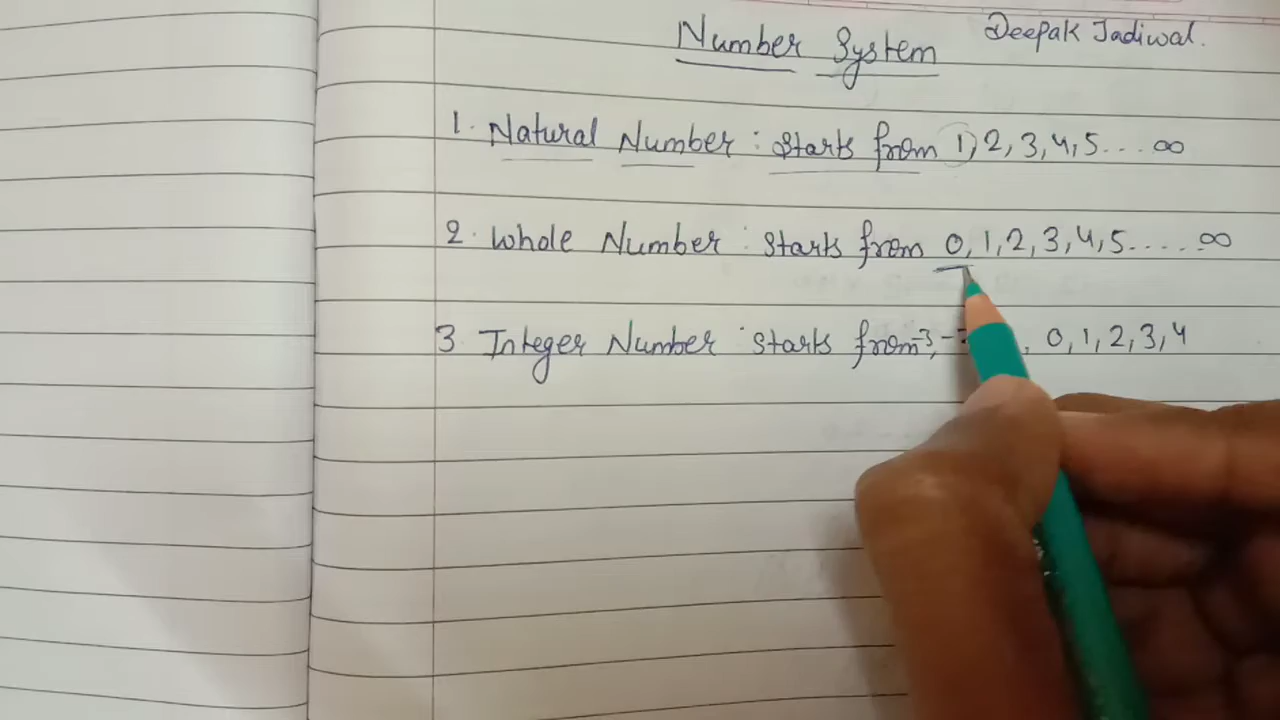 Number System Deepak Jadiwal.
1. Natural Number : Starts from 1, 2, 3, 4, 5... ∞
2. Whole Number : Starts from 0, 1, 2, 3, 4, 5..... ∞
3 Integer Number : Starts from -3, - , 0, 1, 2, 3, 4